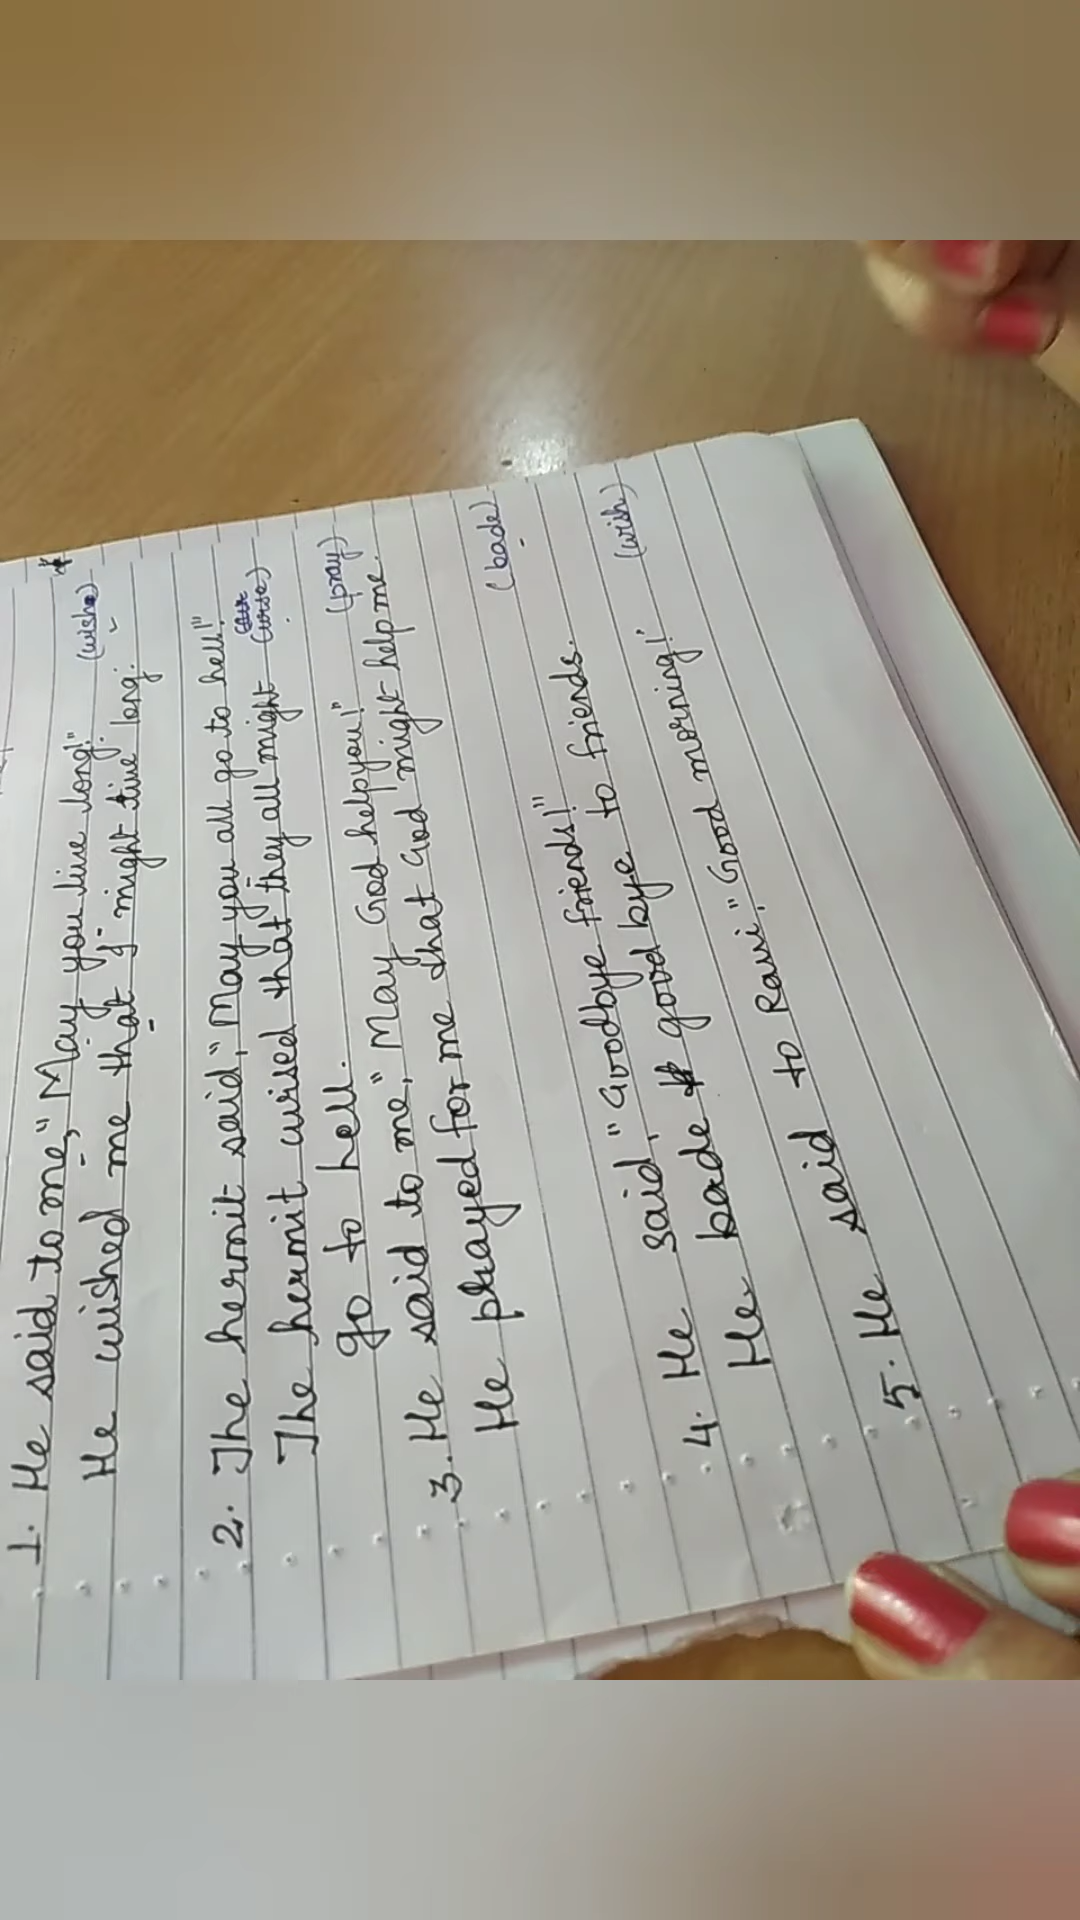 1. He said to me, "May you live long!"
(wish)
He wished me that I might live long.
2. The hermit said, "May you all go to hell!"
(curse)
The hermit cursed that they all might
go to hell.
(pray)
3. He said to me, "May God help you!"
He prayed for me that God might help me.
(bade)
4. He said, "Goodbye friends!"
He bade good bye to friends.
(wish)
5. He said to Ravi, "Good morning!"